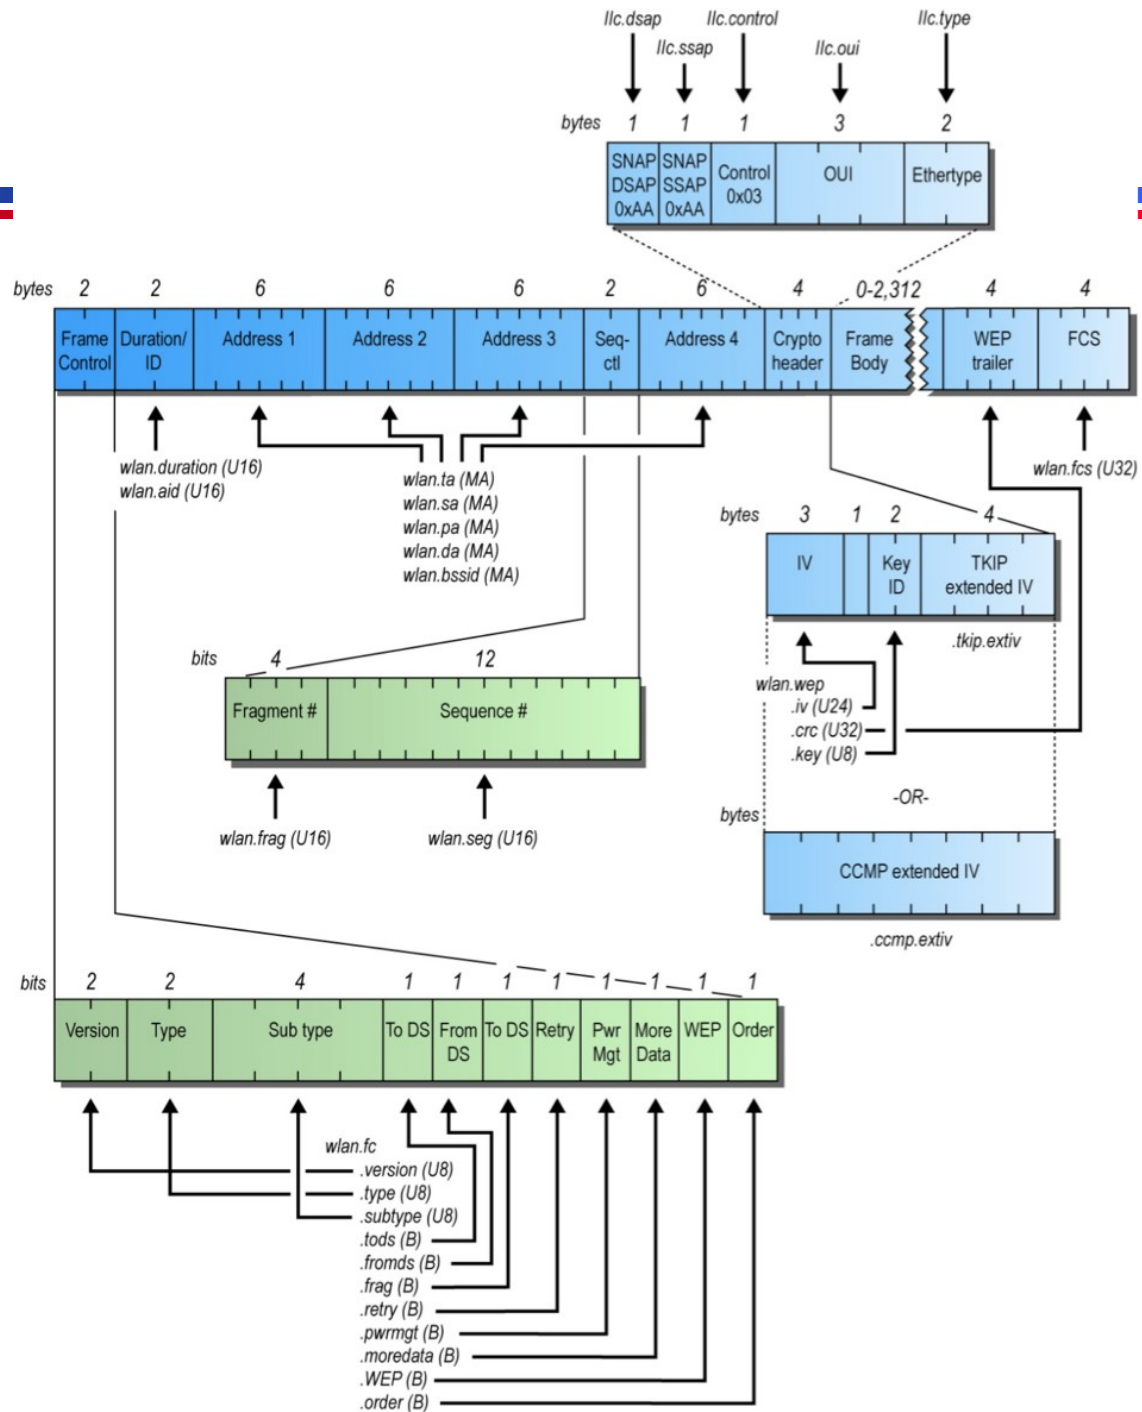 llc.dsap llc.control llc.type
llc.ssap llc.oui
bytes 1 1 1 3 2
SNAP DSAP 0xAA
SNAP SSAP 0xAA
Control 0x03
OUI
Ethertype
bytes 2 2 6 6 6 2 6 4 0-2,312 4 4
Frame Control
Duration/ ID
Address 1
Address 2
Address 3
Seq- ctl
Address 4
Crypto header
Frame Body
WEP trailer
FCS
wlan.duration (U16)
wlan.aid (U16)
wlan.ta (MA)
wlan.sa (MA)
wlan.pa (MA)
wlan.da (MA)
wlan.bssid (MA)
wlan.fcs (U32)
bytes 3 1 2 4
IV
Key ID
TKIP extended IV
.tkip.extiv
wlan.wep
.iv (U24)
.crc (U32)
.key (U8)
-OR-
bytes
CCMP extended IV
.ccmp.extiv
bits 4 12
Fragment #
Sequence #
wlan.frag (U16)
wlan.seg (U16)
bits 2 2 4 1 1 1 1 1 1 1 1
Version
Type
Sub type
To DS
From DS
To DS
Retry
Pwr Mgt
More Data
WEP
Order
wlan.fc
.version (U8)
.type (U8)
.subtype (U8)
.tods (B)
.fromds (B)
.frag (B)
.retry (B)
.pwrmgt (B)
.moredata (B)
.WEP (B)
.order (B)